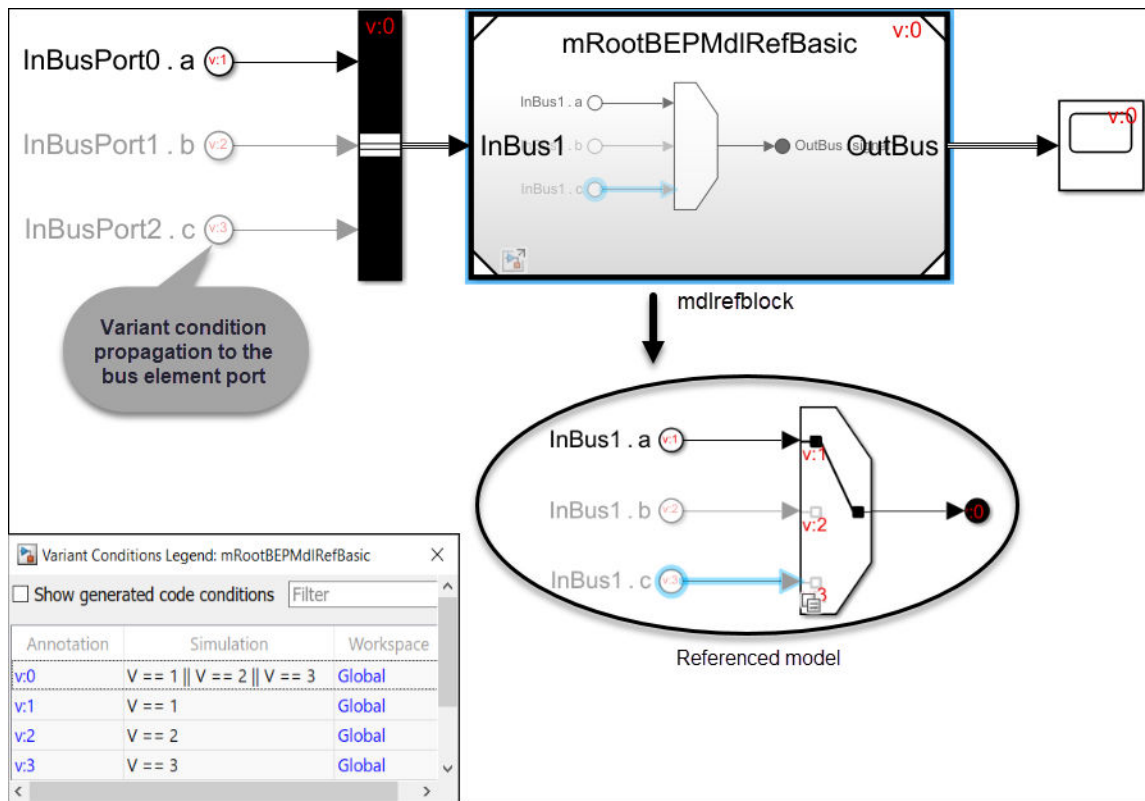 v:0
InBusPort0 . a v:1
InBusPort1 . b v:2
InBusPort2 . c v:3
Variant condition
propagation to the
bus element port
mRootBEPMdlRefBasic
v:0
InBus1 . a
InBus1 . b
InBus1 . c
InBus1
OutBus
OutBus
v:0
mdlrefblock
InBus1 . a v:1 v:1
InBus1 . b v:2 v:2
InBus1 . c v:3
Referenced model
Variant Conditions Legend: mRootBEPMdlRefBasic
Show generated code conditions Filter
Annotation Simulation Workspace
v:0 V == 1 || V == 2 || V == 3 Global
v:1 V == 1 Global
v:2 V == 2 Global
v:3 V == 3 Global